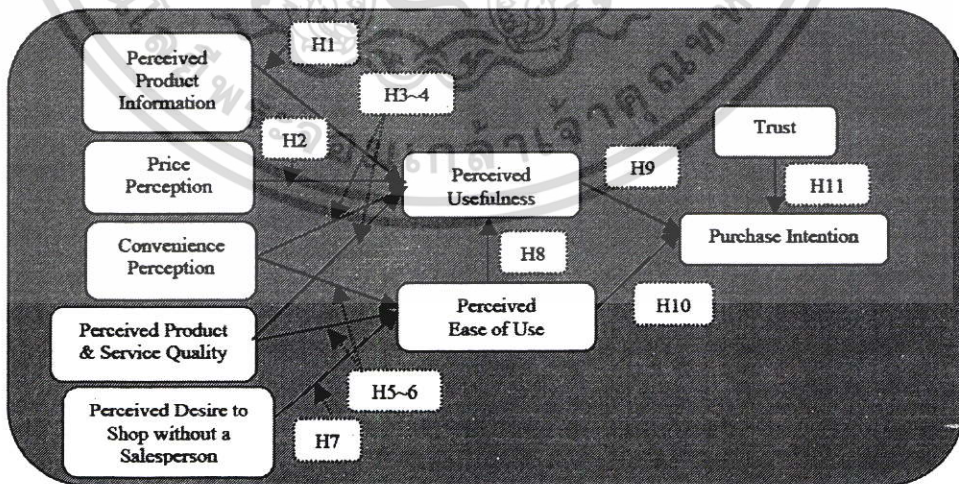 Perceived
Product
Information
H1
H3~4
H2
Price
Perception
Perceived
Usefulness
H9
Trust
H11
Convenience
Perception
H8
Purchase Intention
Perceived Product
& Service Quality
Perceived
Ease of Use
H10
H5~6
Perceived Desire to
Shop without a
Salesperson
H7